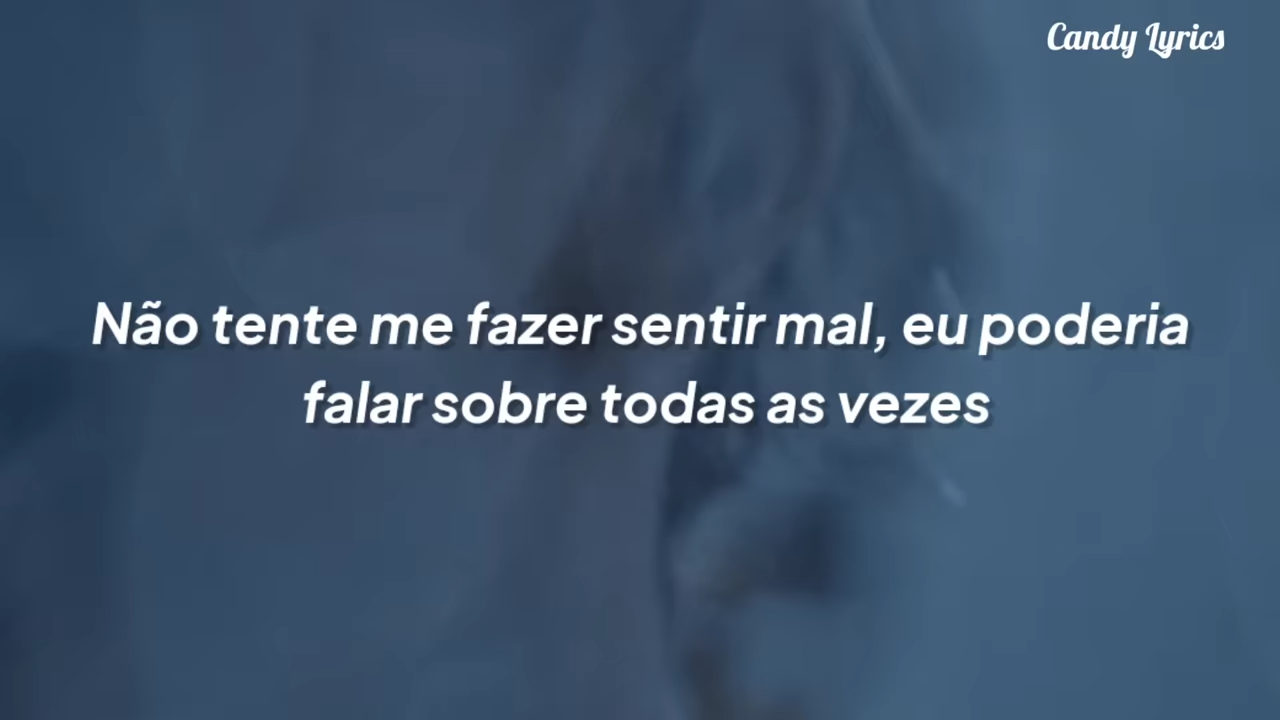 Candy Lyrics
Não tente me fazer sentir mal, eu poderia
falar sobre todas as vezes